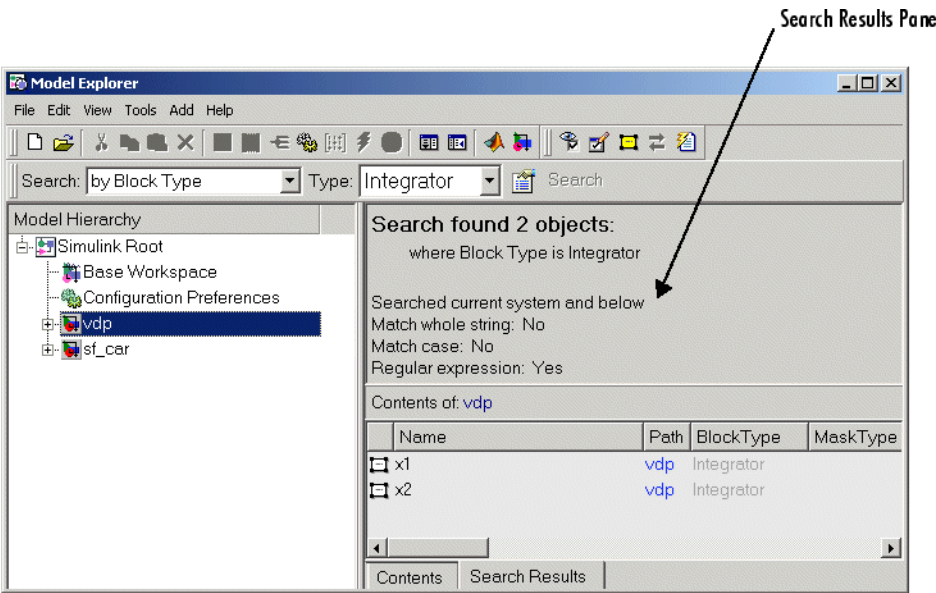 Search Results Pane
Model Explorer
File Edit View Tools Add Help
Search: by Block Type Type: Integrator Search
Model Hierarchy
Simulink Root
Base Workspace
Configuration Preferences
vdp
sf_car
Search found 2 objects:
where Block Type is Integrator
Searched current system and below
Match whole string: No
Match case: No
Regular expression: Yes
Contents of: vdp
Name Path BlockType MaskType
x1 vdp Integrator
x2 vdp Integrator
Contents Search Results